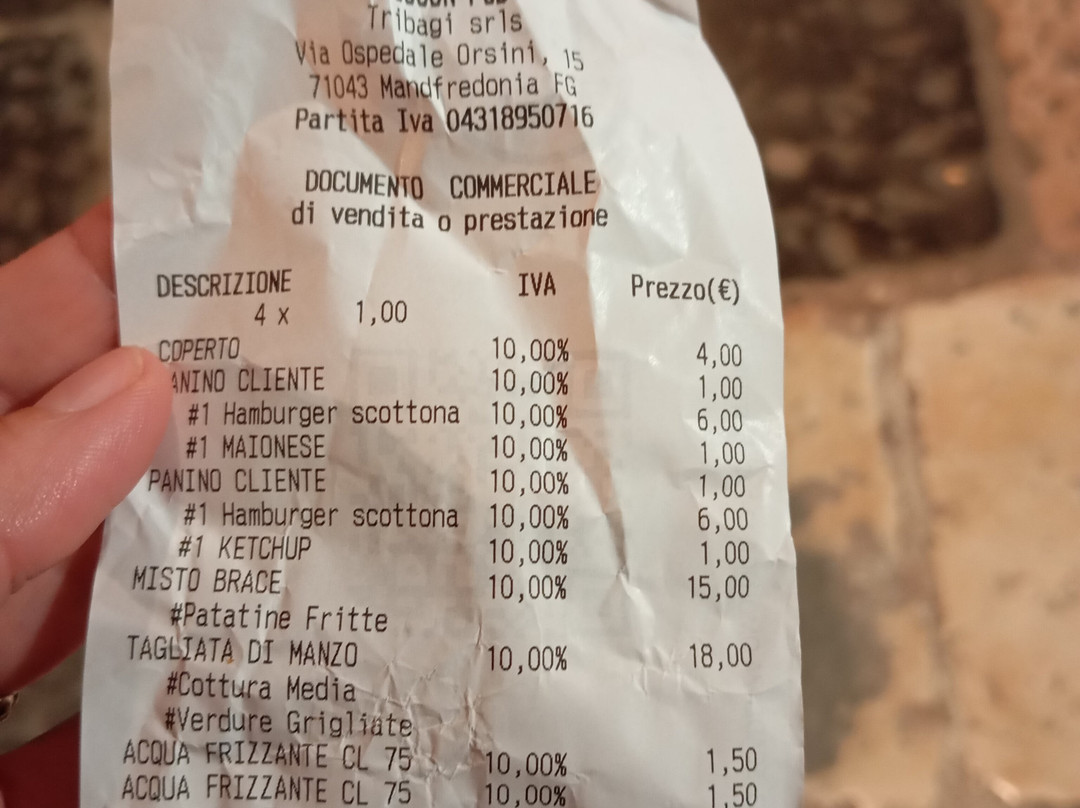 Tribagi srls
Via Ospedale Orsini, 15
71043 Mandfredonia FG
Partita Iva 04318950716
DOCUMENTO COMMERCIALE
di vendita o prestazione
DESCRIZIONE IVA Prezzo(€)
4 x 1,00
COPERTO 10,00% 4,00
ANINO CLIENTE 10,00% 1,00
#1 Hamburger scottona 10,00% 6,00
#1 MAIONESE 10,00% 1,00
PANINO CLIENTE 10,00% 1,00
#1 Hamburger scottona 10,00% 6,00
#1 KETCHUP 10,00% 1,00
MISTO BRACE 10,00% 15,00
#Patatine Fritte
TAGLIATA DI MANZO 10,00% 18,00
#Cottura Media
#Verdure Grigliate
ACQUA FRIZZANTE CL 75 10,00% 1,50
ACQUA FRIZZANTE CL 75 10,00% 1,50